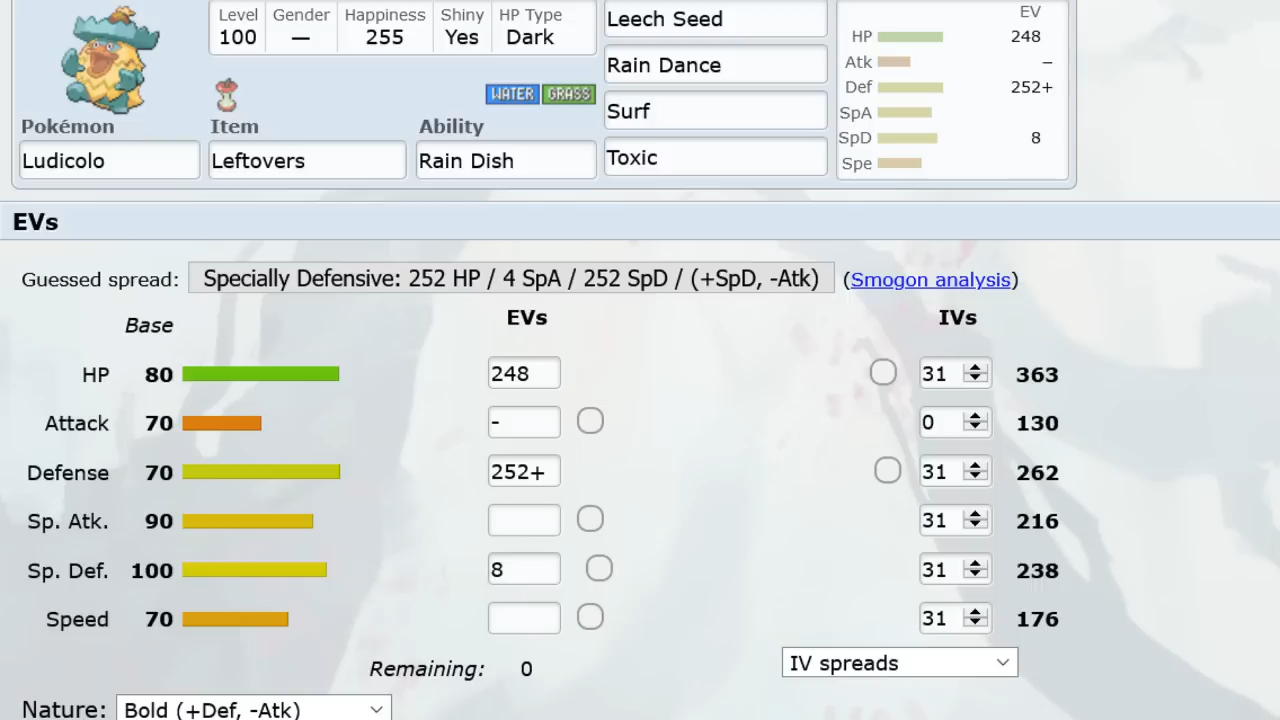 Level Gender Happiness Shiny HP Type
100 — 255 Yes Dark
WATER GRASS
Pokémon Item Ability
Ludicolo Leftovers Rain Dish
Leech Seed
Rain Dance
Surf
Toxic
EV
HP 248
Atk –
Def 252+
SpA
SpD 8
Spe
EVs
Guessed spread: Specially Defensive: 252 HP / 4 SpA / 252 SpD / (+SpD, -Atk) (Smogon analysis)
Base EVs IVs
HP 80 248 31 363
Attack 70 - 0 130
Defense 70 252+ 31 262
Sp. Atk. 90 31 216
Sp. Def. 100 8 31 238
Speed 70 31 176
Remaining: 0 IV spreads
Nature: Bold (+Def, -Atk)